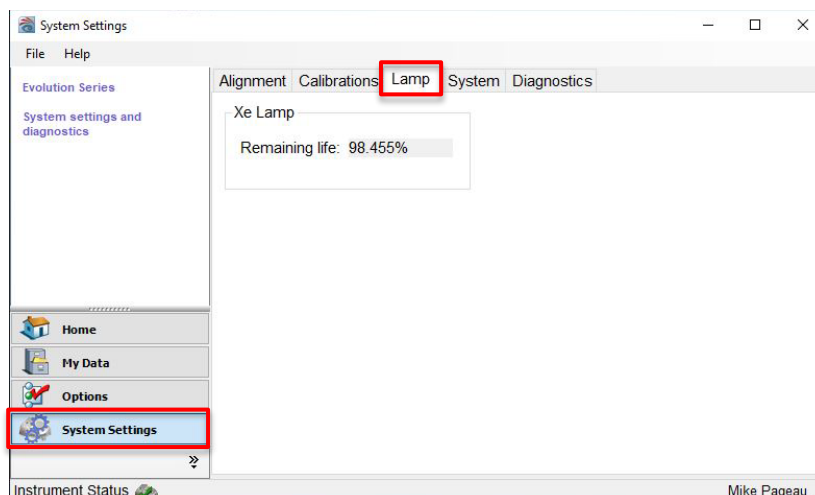 System Settings
File Help
Evolution Series
System settings and
diagnostics
Alignment Calibrations Lamp System Diagnostics
Xe Lamp
Remaining life: 98.455%
Home
My Data
Options
System Settings
Instrument Status
Mike Pageau